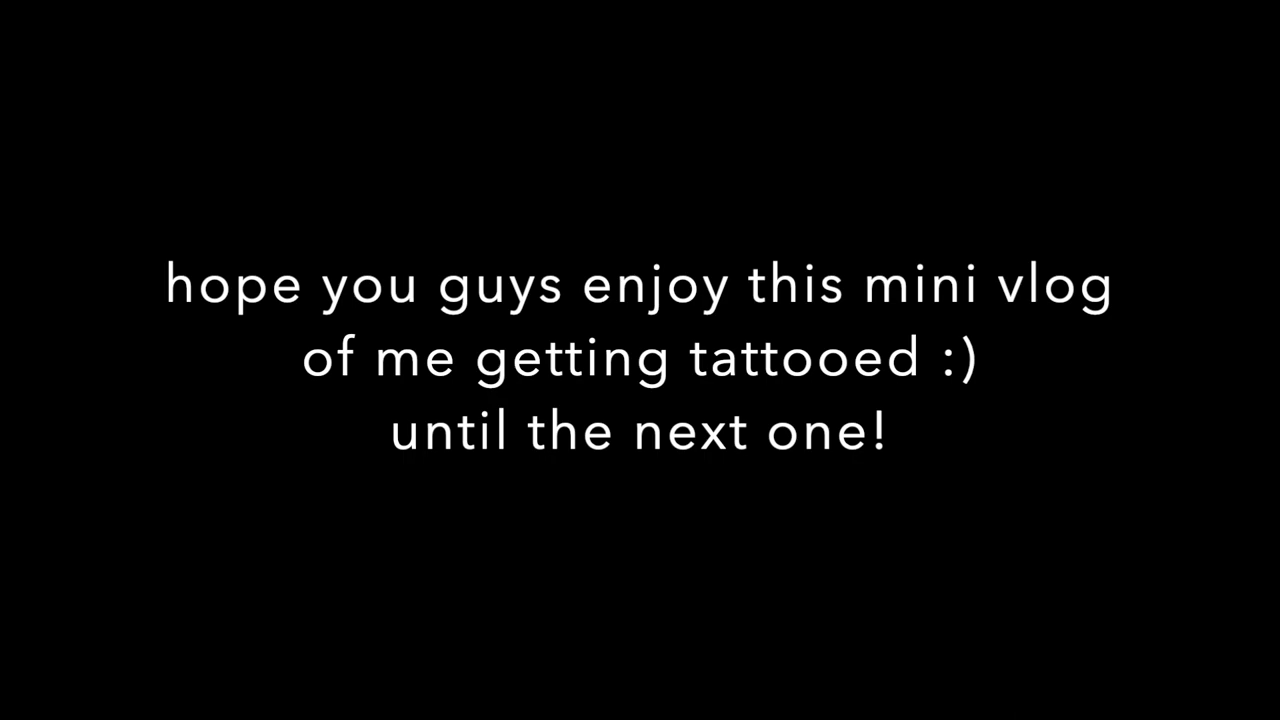 hope you guys enjoy this mini vlog
of me getting tattooed :)
until the next one!